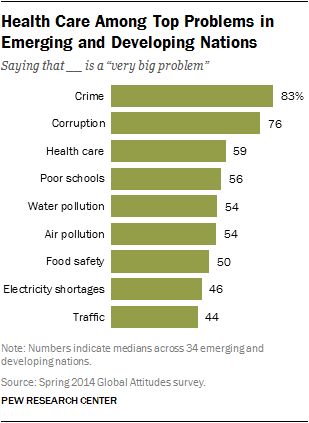 Health Care Among Top Problems in
Emerging and Developing Nations
Saying that __ is a “very big problem”
Crime 83%
Corruption 76
Health care 59
Poor schools 56
Water pollution 54
Air pollution 54
Food safety 50
Electricity shortages 46
Traffic 44
Note: Numbers indicate medians across 34 emerging and
developing nations.
Source: Spring 2014 Global Attitudes survey.
PEW RESEARCH CENTER